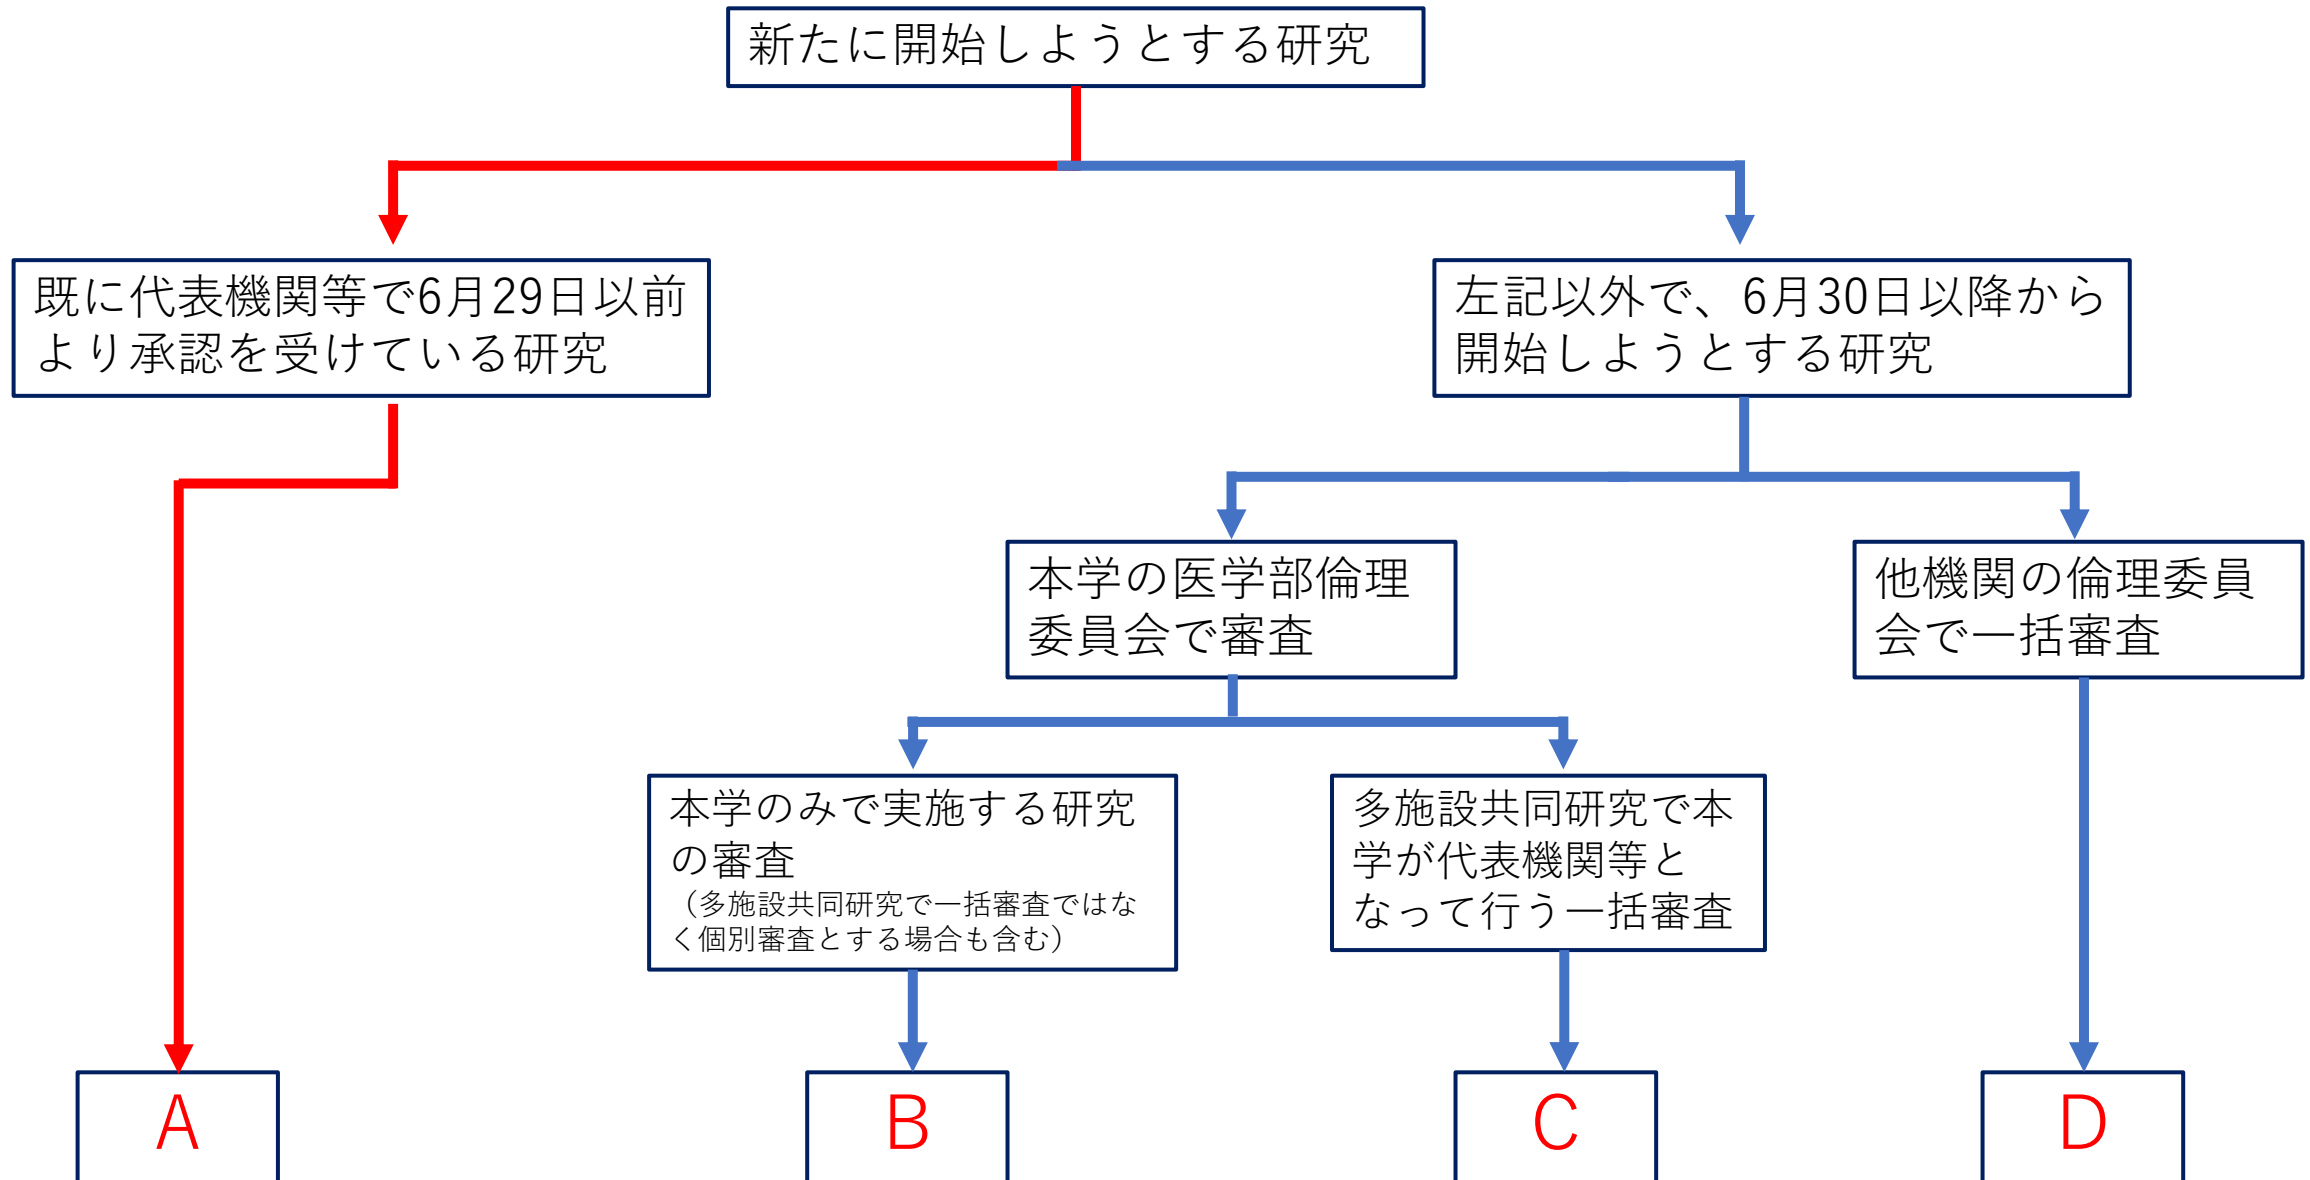 新たに開始しようとする研究
既に代表機関等で6月29日以前
より承認を受けている研究
左記以外で、6月30日以降から
開始しようとする研究
本学の医学部倫理
委員会で審査
他機関の倫理委員
会で一括審査
本学のみで実施する研究
の審査
（多施設共同研究で一括審査ではな
く個別審査とする場合も含む）
多施設共同研究で本
学が代表機関等と
なって行う一括審査
A
B
C
D